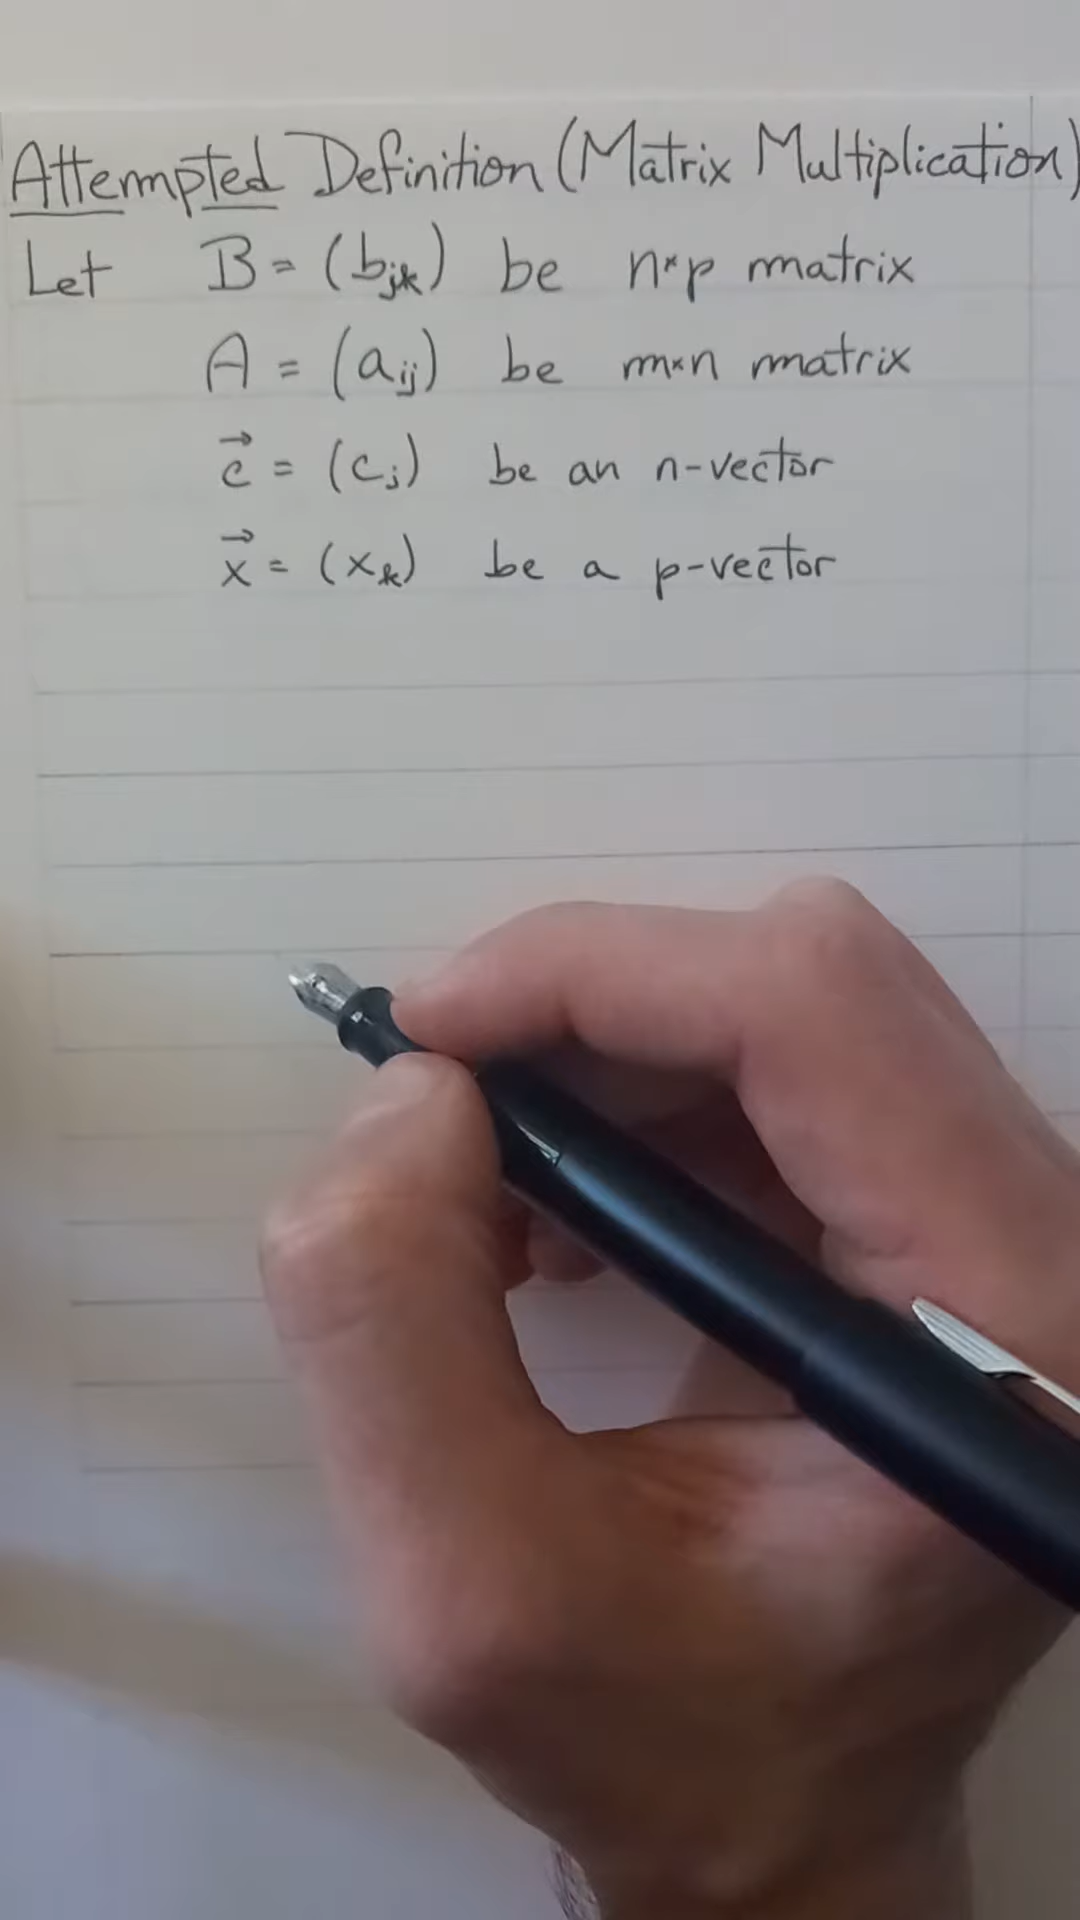 Attempted Definition (Matrix Multiplication)
Let B = (bⱼₖ) be n×p matrix
A = (aᵢⱼ) be m×n matrix
c⃗ = (cⱼ) be an n-vector
x⃗ = (xₖ) be a p-vector